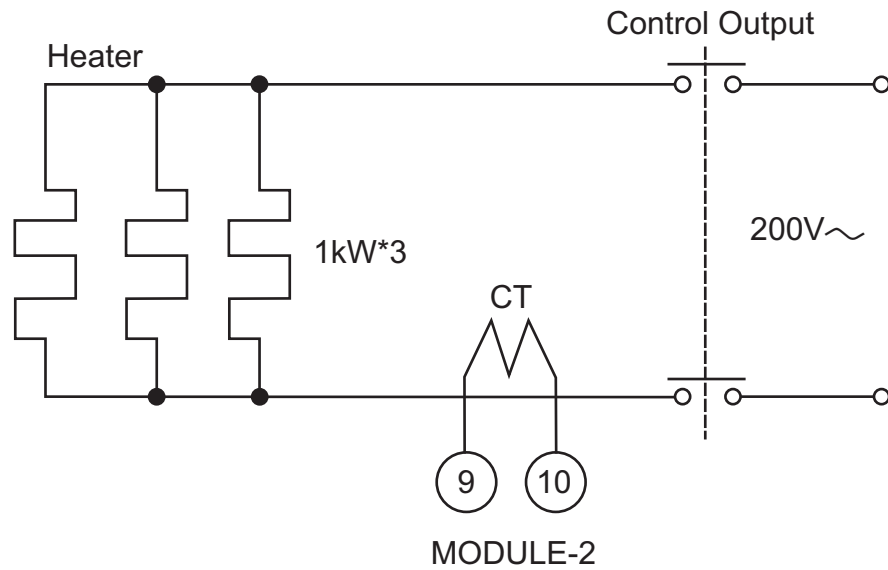 Control Output
Heater
200V～
1kW*3
CT
9
10
MODULE-2